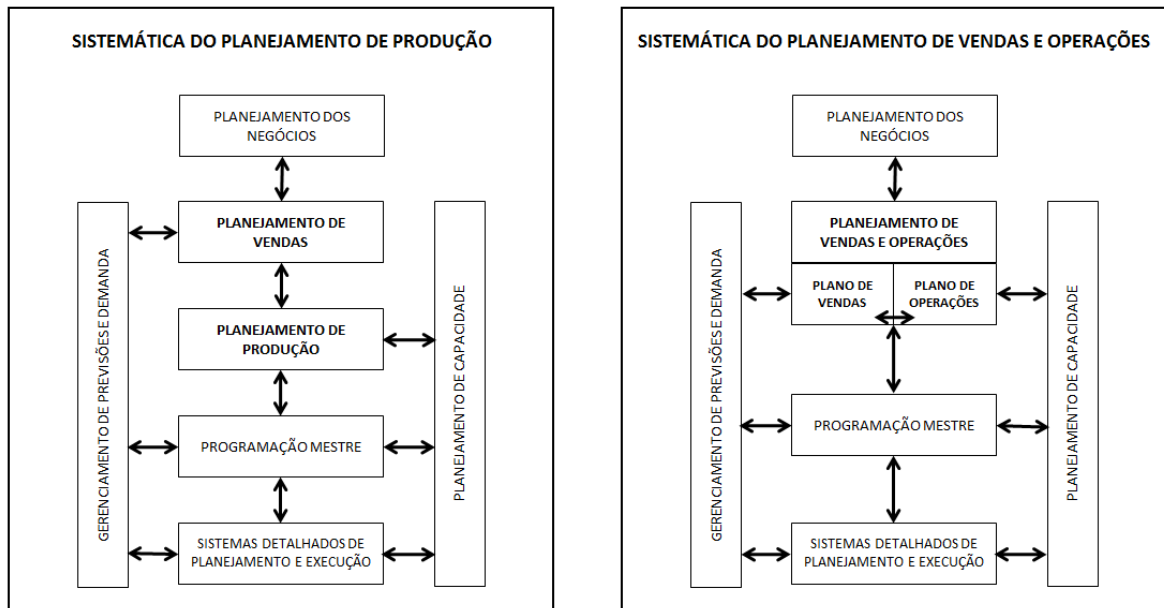 SISTEMÁTICA DO PLANEJAMENTO DE PRODUÇÃO
PLANEJAMENTO DOS
NEGÓCIOS
PLANEJAMENTO DE
VENDAS
PLANEJAMENTO DE
PRODUÇÃO
PROGRAMAÇÃO MESTRE
SISTEMAS DETALHADOS DE
PLANEJAMENTO E EXECUÇÃO
GERENCIAMENTO DE PREVISÕES E DEMANDA
PLANEJAMENTO DE CAPACIDADE
SISTEMÁTICA DO PLANEJAMENTO DE VENDAS E OPERAÇÕES
PLANEJAMENTO DOS
NEGÓCIOS
PLANEJAMENTO DE
VENDAS E OPERAÇÕES
PLANO DE
VENDAS
PLANO DE
OPERAÇÕES
PROGRAMAÇÃO MESTRE
SISTEMAS DETALHADOS DE
PLANEJAMENTO E EXECUÇÃO
GERENCIAMENTO DE PREVISÕES E DEMANDA
PLANEJAMENTO DE CAPACIDADE